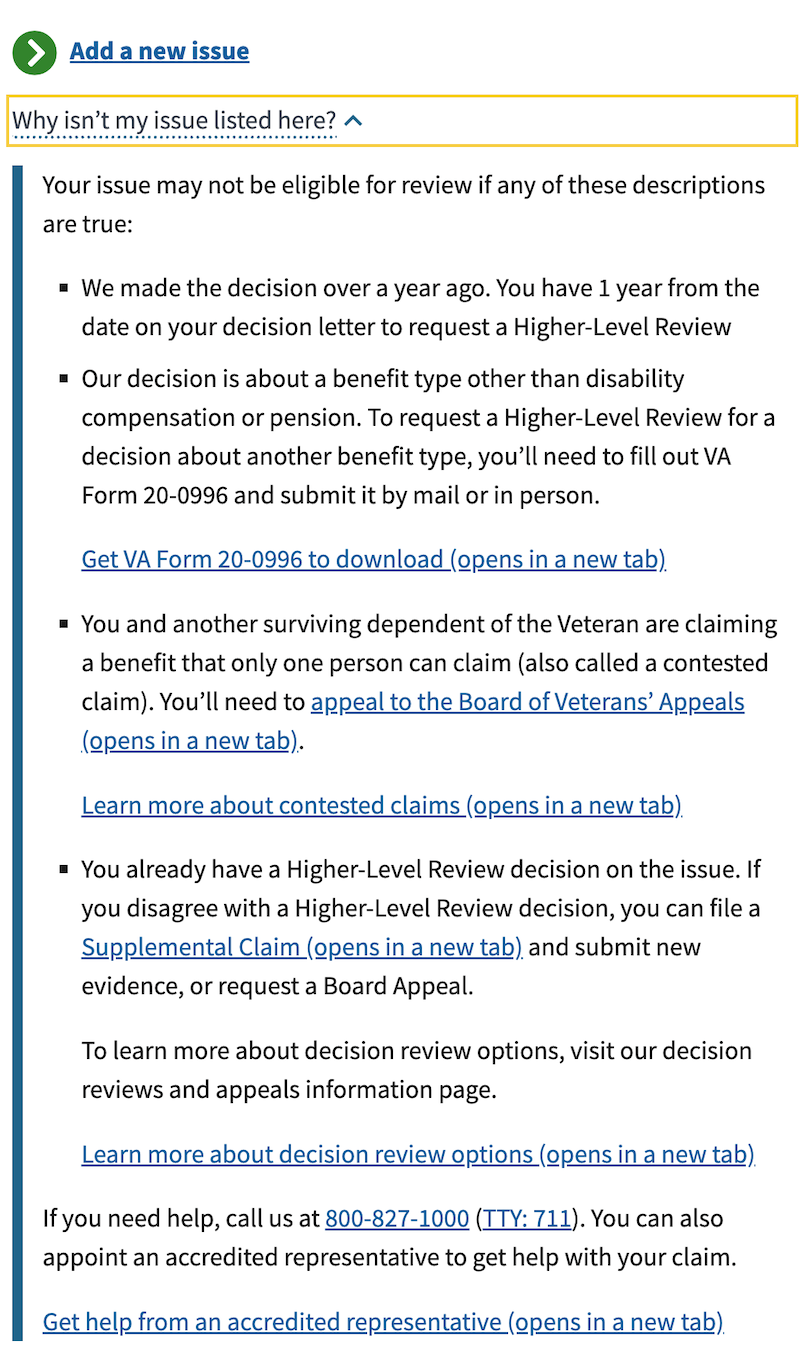 Add a new issue
Why isn’t my issue listed here?
Your issue may not be eligible for review if any of these descriptions
are true:
We made the decision over a year ago. You have 1 year from the
date on your decision letter to request a Higher-Level Review
Our decision is about a benefit type other than disability
compensation or pension. To request a Higher-Level Review for a
decision about another benefit type, you’ll need to fill out VA
Form 20-0996 and submit it by mail or in person.
Get VA Form 20-0996 to download (opens in a new tab)
You and another surviving dependent of the Veteran are claiming
a benefit that only one person can claim (also called a contested
claim). You’ll need to appeal to the Board of Veterans’ Appeals
(opens in a new tab).
Learn more about contested claims (opens in a new tab)
You already have a Higher-Level Review decision on the issue. If
you disagree with a Higher-Level Review decision, you can file a
Supplemental Claim (opens in a new tab) and submit new
evidence, or request a Board Appeal.
To learn more about decision review options, visit our decision
reviews and appeals information page.
Learn more about decision review options (opens in a new tab)
If you need help, call us at 800-827-1000 (TTY: 711). You can also
appoint an accredited representative to get help with your claim.
Get help from an accredited representative (opens in a new tab)